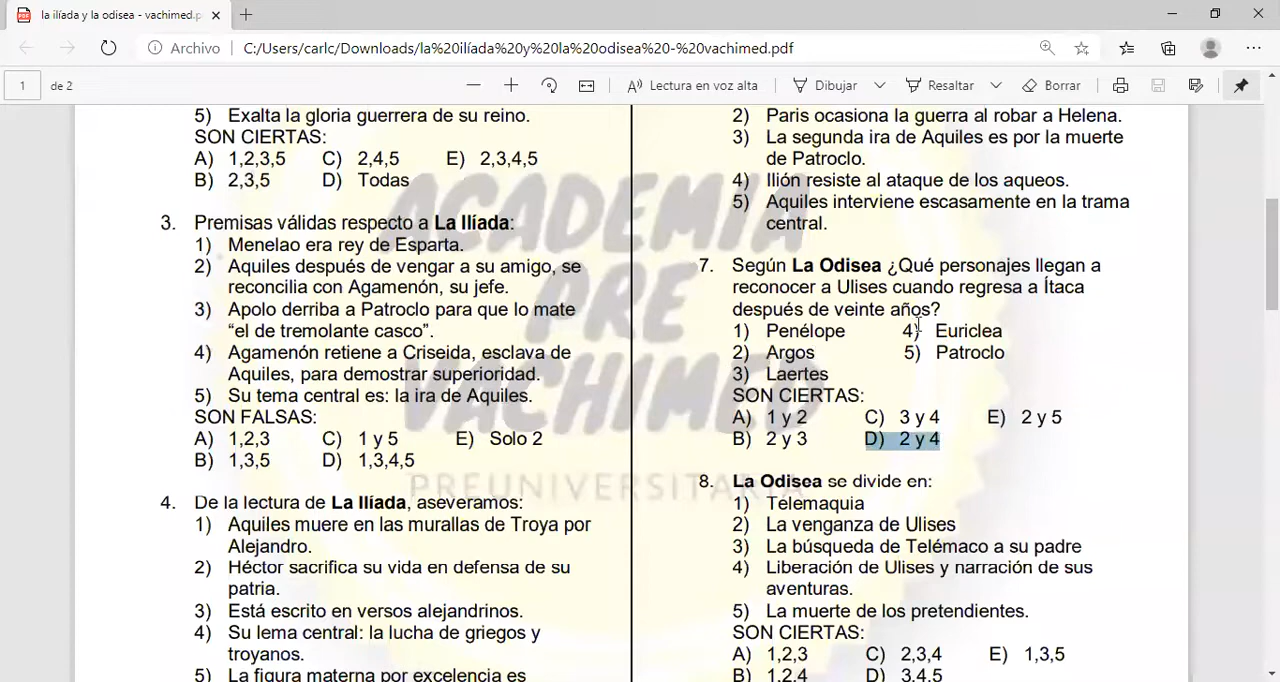 la ilíada y la odisea - vachimed.p
Archivo
C:/Users/carlc/Downloads/la%20ilíada%20y%20la%20odisea%20-%20vachimed.pdf
1
de 2
Lectura en voz alta
Dibujar
Resaltar
Borrar
5) Exalta la gloria guerrera de su reino.
SON CIERTAS:
A) 1,2,3,5 C) 2,4,5 E) 2,3,4,5
B) 2,3,5 D) Todas
3. Premisas válidas respecto a La Ilíada:
1) Menelao era rey de Esparta.
2) Aquiles después de vengar a su amigo, se
reconcilia con Agamenón, su jefe.
3) Apolo derriba a Patroclo para que lo mate
“el de tremolante casco”.
4) Agamenón retiene a Criseida, esclava de
Aquiles, para demostrar superioridad.
5) Su tema central es: la ira de Aquiles.
SON FALSAS:
A) 1,2,3 C) 1 y 5 E) Solo 2
B) 1,3,5 D) 1,3,4,5
4. De la lectura de La Ilíada, aseveramos:
1) Aquiles muere en las murallas de Troya por
Alejandro.
2) Héctor sacrifica su vida en defensa de su
patria.
3) Está escrito en versos alejandrinos.
4) Su lema central: la lucha de griegos y
troyanos.
5) La figura materna por excelencia es
2) Paris ocasiona la guerra al robar a Helena.
3) La segunda ira de Aquiles es por la muerte
de Patroclo.
4) Ilión resiste al ataque de los aqueos.
5) Aquiles interviene escasamente en la trama
central.
7. Según La Odisea ¿Qué personajes llegan a
reconocer a Ulises cuando regresa a Ítaca
después de veinte años?
1) Penélope 4) Euriclea
2) Argos 5) Patroclo
3) Laertes
SON CIERTAS:
A) 1 y 2 C) 3 y 4 E) 2 y 5
B) 2 y 3 D) 2 y 4
8. La Odisea se divide en:
1) Telemaquia
2) La venganza de Ulises
3) La búsqueda de Telémaco a su padre
4) Liberación de Ulises y narración de sus
aventuras.
5) La muerte de los pretendientes.
SON CIERTAS:
A) 1,2,3 C) 2,3,4 E) 1,3,5
B) 1,2,4 D) 3,4,5
ACADEMIA
PRE
VACHIMED
PREUNIVERSITARIA